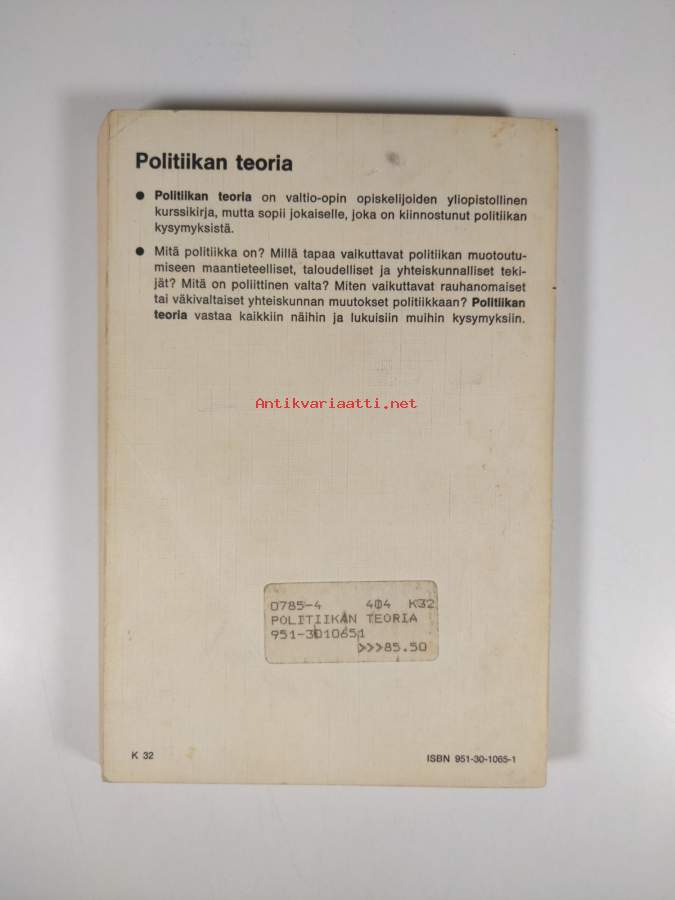 Politiikan teoria
● Politiikan teoria on valtio-opin opiskelijoiden yliopistollinen
kurssikirja, mutta sopii jokaiselle, joka on kiinnostunut politiikan
kysymyksistä.
● Mitä politiikka on? Millä tapaa vaikuttavat politiikan muotoutu-
miseen maantieteelliset, taloudelliset ja yhteiskunnalliset teki-
jät? Mitä on poliittinen valta? Miten vaikuttavat rauhanomaiset
tai väkivaltaiset yhteiskunnan muutokset politiikkaan? Politiikan
teoria vastaa kaikkiin näihin ja lukuisiin muihin kysymyksiin.
Antikvariaatti.net
0785-4 404 K32
POLITIIKAN TEORIA
951-3010651
>>>85.50
K 32 ISBN 951-30-1065-1